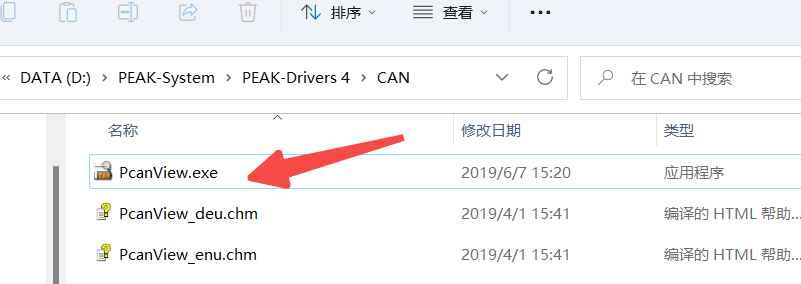 排序 查看
« DATA (D:) PEAK-System PEAK-Drivers 4 CAN 在 CAN 中搜索
名称 修改日期 类型
PcanView.exe 2019/6/7 15:20 应用程序
PcanView_deu.chm 2019/4/1 15:41 编译的 HTML 帮助...
PcanView_enu.chm 2019/4/1 15:41 编译的 HTML 帮助...